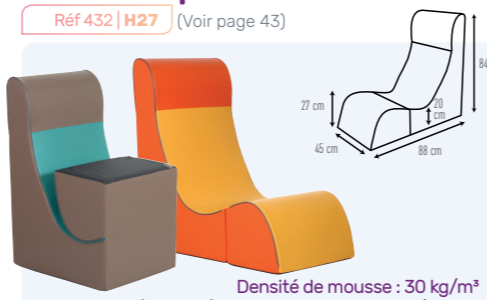 Réf 432 | H27 (Voir page 43)
84
27 cm
20 cm
45 cm
88 cm
Densité de mousse : 30 kg/m³